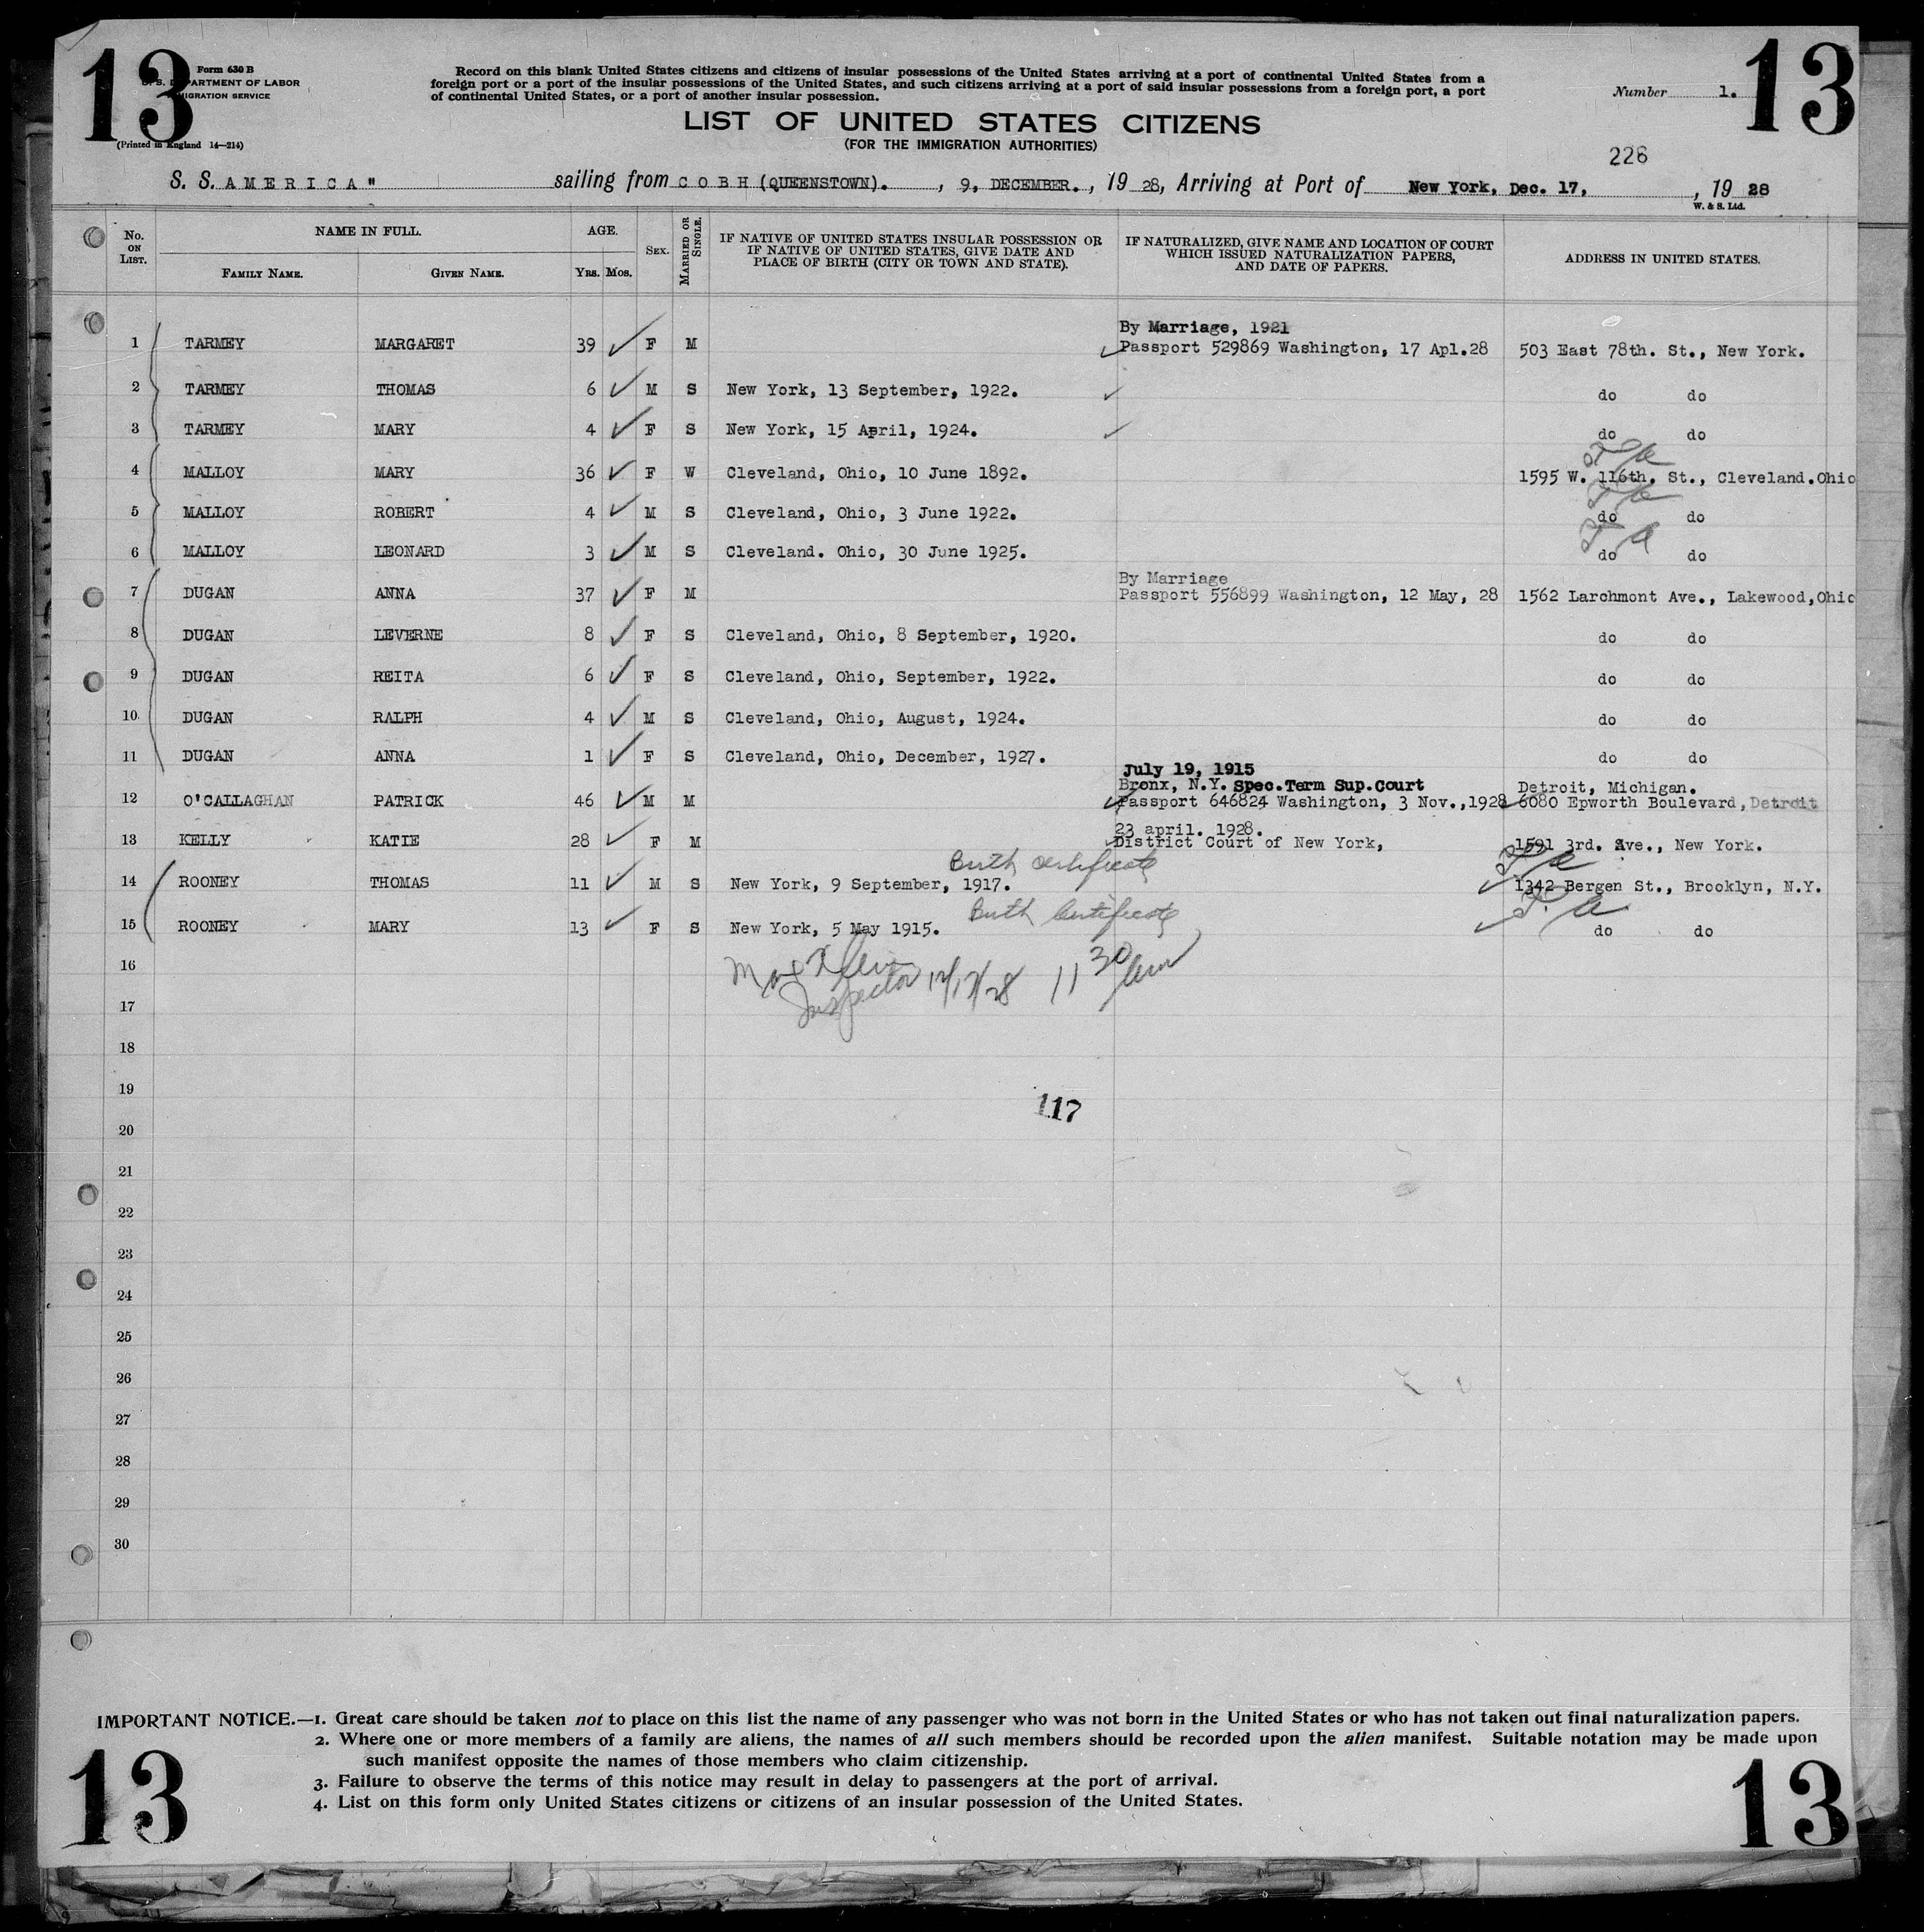 13
13
Form 630 B
U. S. DEPARTMENT OF LABOR
IMMIGRATION SERVICE
(Printed in England 14—214)
Record on this blank United States citizens and citizens of insular possessions of the United States arriving at a port of continental United States from a
foreign port or a port of the insular possessions of the United States, and such citizens arriving at a port of said insular possessions from a foreign port, a port
of continental United States, or a port of another insular possession.
Number 1.
LIST OF UNITED STATES CITIZENS
(FOR THE IMMIGRATION AUTHORITIES)
226
S. S. AMERICA" sailing from COBH (QUEENSTOWN). , 9, DECEMBER. , 19 28, Arriving at Port of New York, Dec. 17, , 19 28
W. & S. Ltd.
No. ON LIST. NAME IN FULL. FAMILY NAME. GIVEN NAME. AGE. YRS. MOS. SEX. MARRIED OR SINGLE. IF NATIVE OF UNITED STATES INSULAR POSSESSION OR IF NATIVE OF UNITED STATES, GIVE DATE AND PLACE OF BIRTH (CITY OR TOWN AND STATE). IF NATURALIZED, GIVE NAME AND LOCATION OF COURT WHICH ISSUED NATURALIZATION PAPERS, AND DATE OF PAPERS. ADDRESS IN UNITED STATES.
By Marriage, 1921
1 TARMEY MARGARET 39 F M Passport 529869 Washington, 17 Apl.28 503 East 78th. St., New York.
2 TARMEY THOMAS 6 M S New York, 13 September, 1922. do do
3 TARMEY MARY 4 F S New York, 15 April, 1924. do do
4 MALLOY MARY 36 F W Cleveland, Ohio, 10 June 1892. 1595 W. 116th. St., Cleveland.Ohio
5 MALLOY ROBERT 4 M S Cleveland, Ohio, 3 June 1922. do do
6 MALLOY LEONARD 3 M S Cleveland. Ohio, 30 June 1925. do do
By Marriage
7 DUGAN ANNA 37 F M Passport 556899 Washington, 12 May, 28 1562 Larchmont Ave., Lakewood,Ohio
8 DUGAN LEVERNE 8 F S Cleveland, Ohio, 8 September, 1920. do do
9 DUGAN REITA 6 F S Cleveland, Ohio, September, 1922. do do
10 DUGAN RALPH 4 M S Cleveland, Ohio, August, 1924. do do
11 DUGAN ANNA 1 F S Cleveland, Ohio, December, 1927. do do
July 19, 1915
Bronx, N.Y. Spec.Term Sup.Court Detroit, Michigan.
12 O'CALLAGHAN PATRICK 46 M M Passport 646824 Washington, 3 Nov.,1928 6080 Epworth Boulevard, Detroit
23 april. 1928.
13 KELLY KATIE 28 F M District Court of New York, 1591 3rd. Ave., New York.
Birth Certificate
14 ROONEY THOMAS 11 M S New York, 9 September, 1917. 1342 Bergen St., Brooklyn, N.Y.
Birth Certificate
15 ROONEY MARY 13 F S New York, 5 May 1915. do do
16
Inspector 12/17/28 11 30 am
17
18
19
117
20
21
22
23
24
25
26
27
28
29
30
IMPORTANT NOTICE.—1. Great care should be taken not to place on this list the name of any passenger who was not born in the United States or who has not taken out final naturalization papers.
2. Where one or more members of a family are aliens, the names of all such members should be recorded upon the alien manifest. Suitable notation may be made upon
such manifest opposite the names of those members who claim citizenship.
3. Failure to observe the terms of this notice may result in delay to passengers at the port of arrival.
4. List on this form only United States citizens or citizens of an insular possession of the United States.
13
13